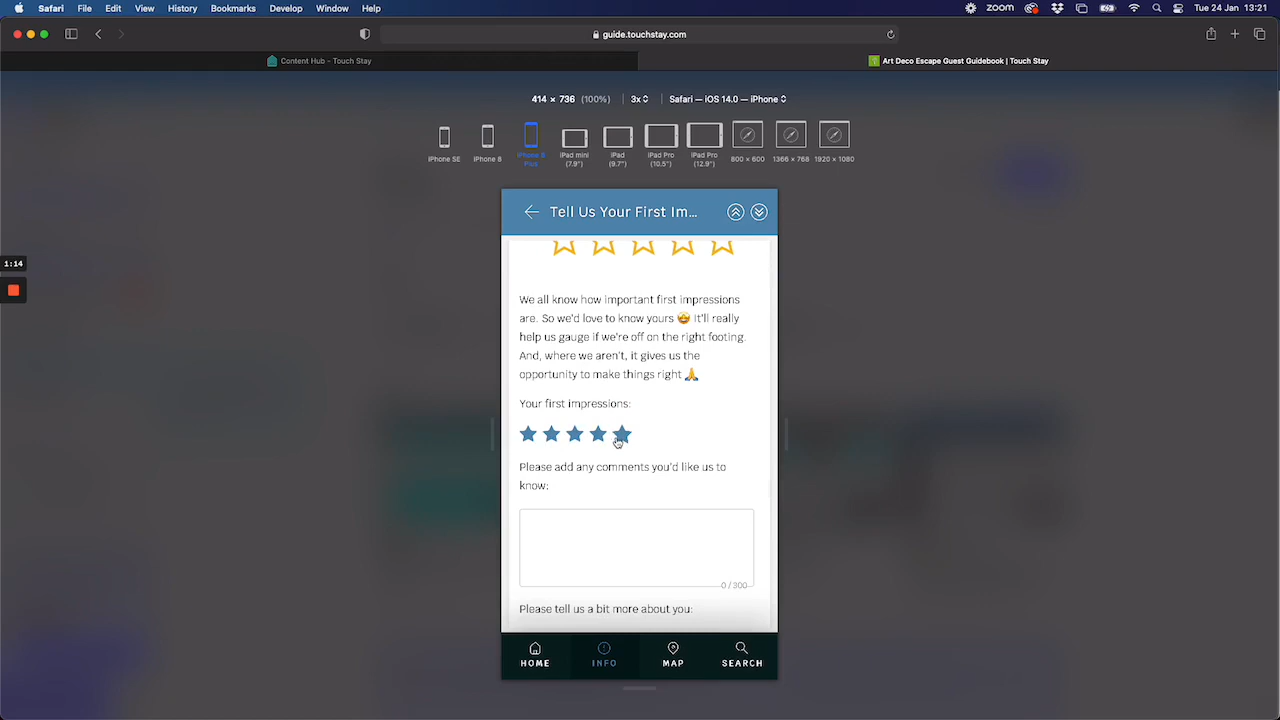 Safari File Edit View History Bookmarks Develop Window Help
zoom Tue 24 Jan 13:21
guide.touchstay.com
Content Hub - Touch Stay
Art Deco Escape Guest Guidebook | Touch Stay
414 × 736 (100%) 3x Safari — iOS 14.0 — iPhone
iPhone SE
iPhone 8
iPhone 8
Plus
iPad mini
(7.9")
iPad
(9.7")
iPad Pro
(10.5")
iPad Pro
(12.9")
800 × 600
1366 × 768
1920 × 1080
Tell Us Your First Im...
1:14
We all know how important first impressions
are. So we'd love to know yours 🤩 It'll really
help us gauge if we're off on the right footing.
And, where we aren't, it gives us the
opportunity to make things right 🙏
Your first impressions:
Please add any comments you'd like us to
know:
0 / 300
Please tell us a bit more about you:
HOME
INFO
MAP
SEARCH